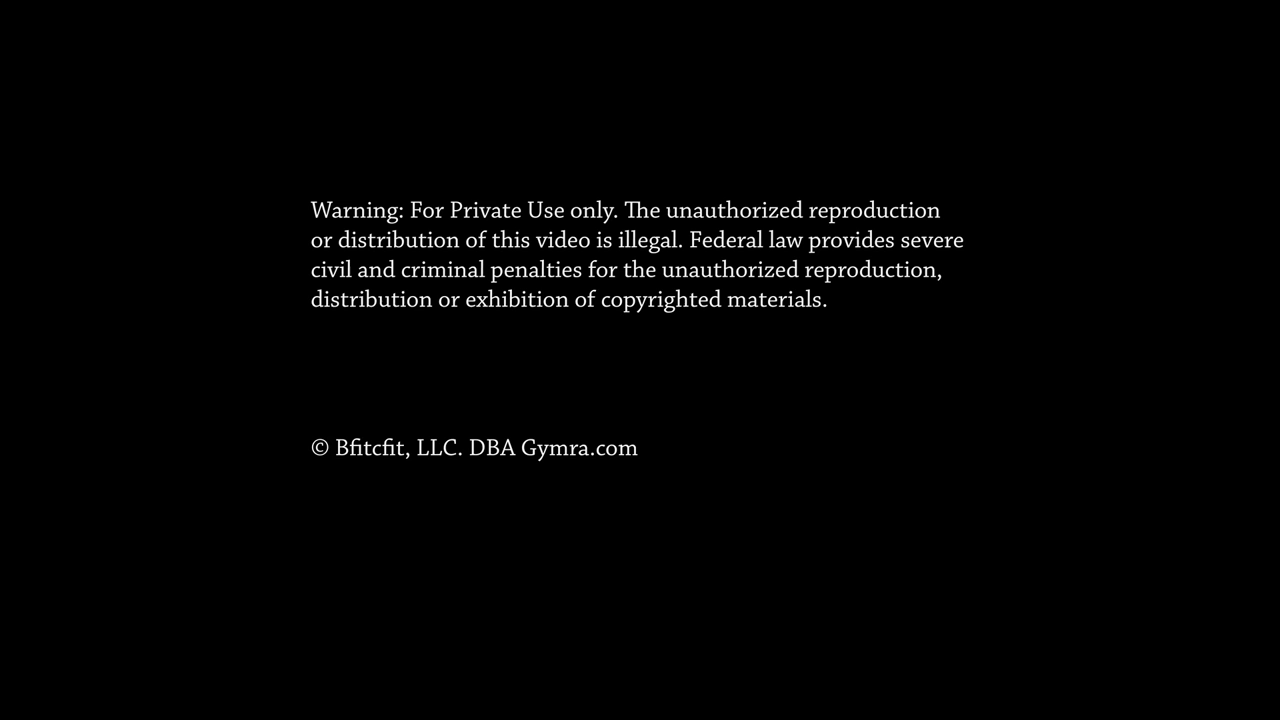 Warning: For Private Use only. The unauthorized reproduction
or distribution of this video is illegal. Federal law provides severe
civil and criminal penalties for the unauthorized reproduction,
distribution or exhibition of copyrighted materials.
© Bfitcfit, LLC. DBA Gymra.com